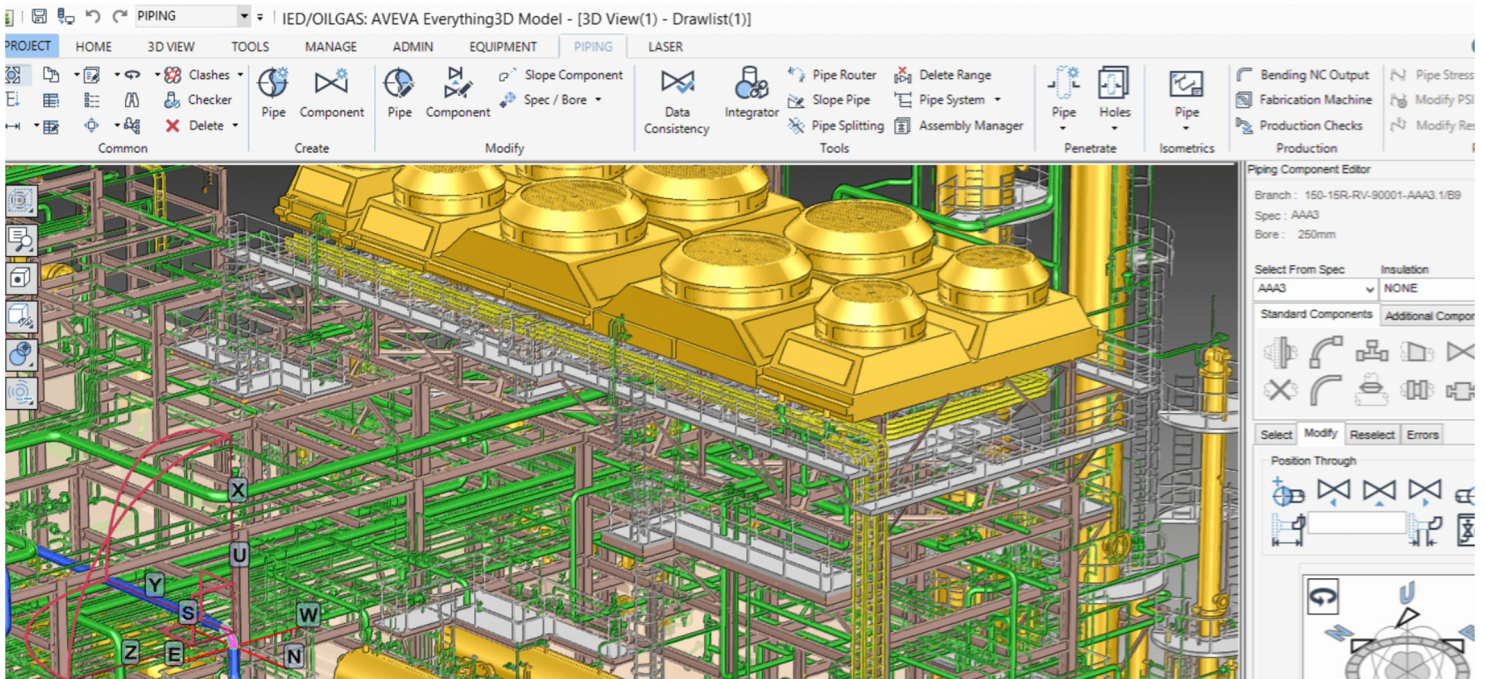 PIPING
IED/OILGAS: AVEVA Everything3D Model - [3D View(1) - Drawlist(1)]
PROJECT HOME 3D VIEW TOOLS MANAGE ADMIN EQUIPMENT PIPING LASER
Clashes
Checker
Delete
Common
Pipe
Component
Create
Pipe
Component
Slope Component
Spec / Bore
Modify
Data
Consistency
Integrator
Pipe Router
Slope Pipe
Pipe Splitting
Delete Range
Pipe System
Assembly Manager
Tools
Pipe
Holes
Penetrate
Pipe
Isometrics
Bending NC Output
Fabrication Machine
Production Checks
Production
Pipe Stress
Modify PSI
Modify Res
Piping Component Editor
Branch : 150-15R-RV-90001-AAA3.1/B9
Spec : AAA3
Bore : 250mm
Select From Spec Insulation
AAA3 NONE
Standard Components Additional Compor
Select Modify Reselect Errors
Position Through
U
X
U
Y
S
W
Z
E
N